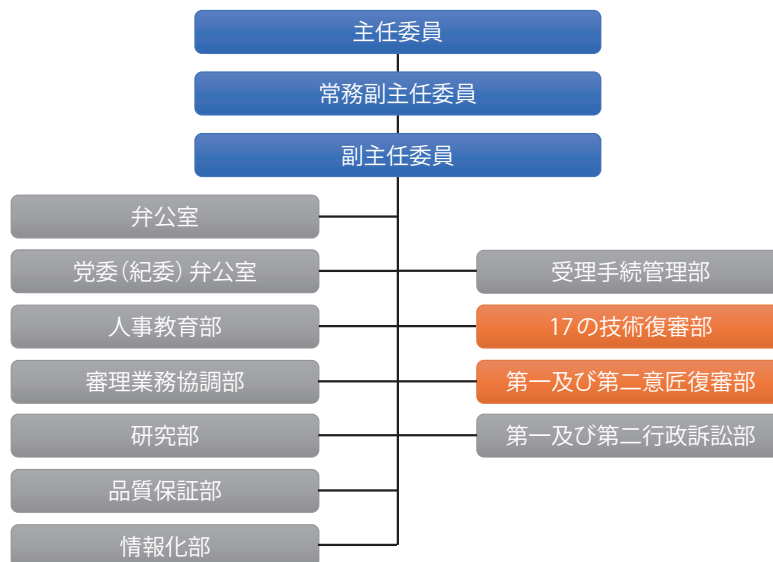 主任委員
常務副主任委員
副主任委員
弁公室
党委(紀委)弁公室
受理手続管理部
人事教育部
17の技術復審部
審理業務協調部
第一及び第二意匠復審部
研究部
第一及び第二行政訴訟部
品質保証部
情報化部